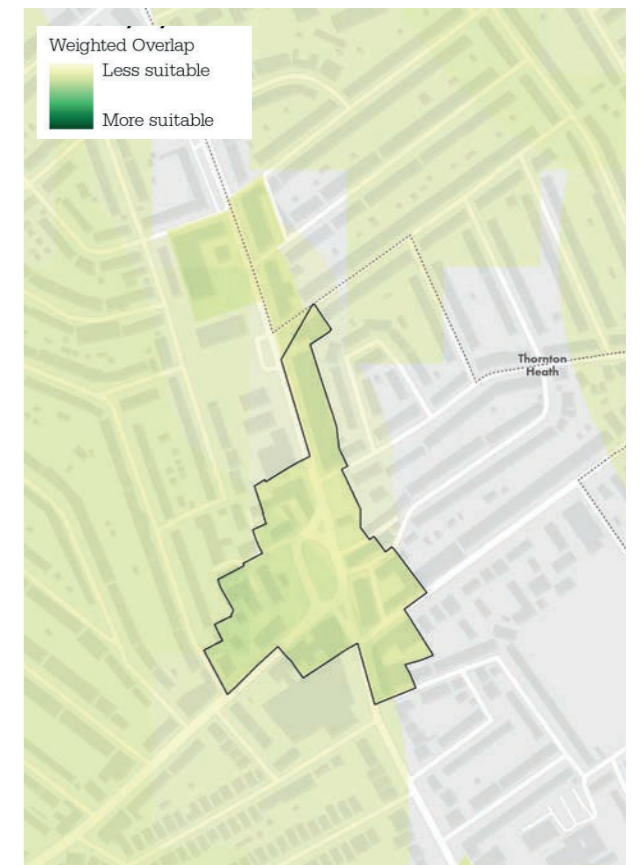 Weighted Overlap
Less suitable
More suitable
Thornton
Heath